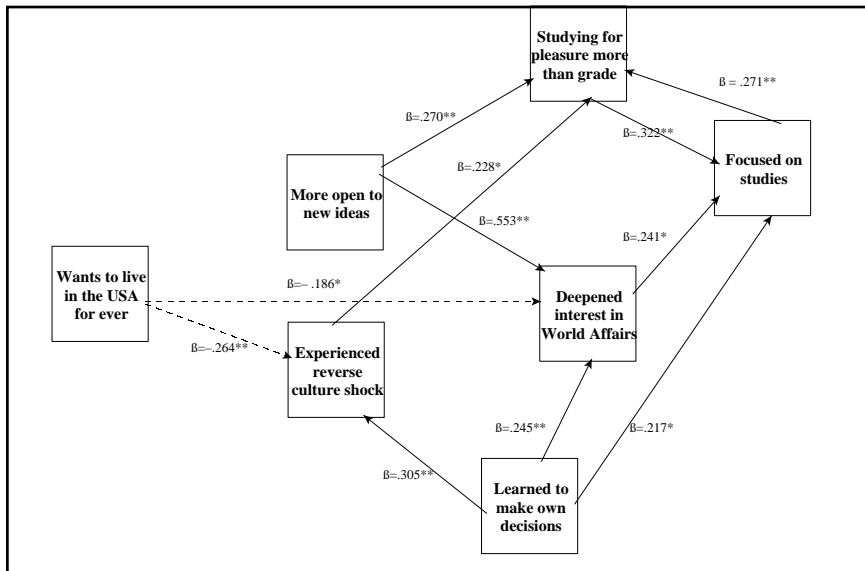 Studying for
pleasure more
than grade
ß = .271**
ß=.270**
ß=.322**
Focused on
studies
ß=.228*
More open to
new ideas
ß=.553**
ß=.241*
Wants to live
in the USA
for ever
ß=– .186*
Deepened
interest in
World Affairs
ß=–.264**
Experienced
reverse
culture shock
ß=.245**
ß=.217*
ß=.305**
Learned to
make own
decisions